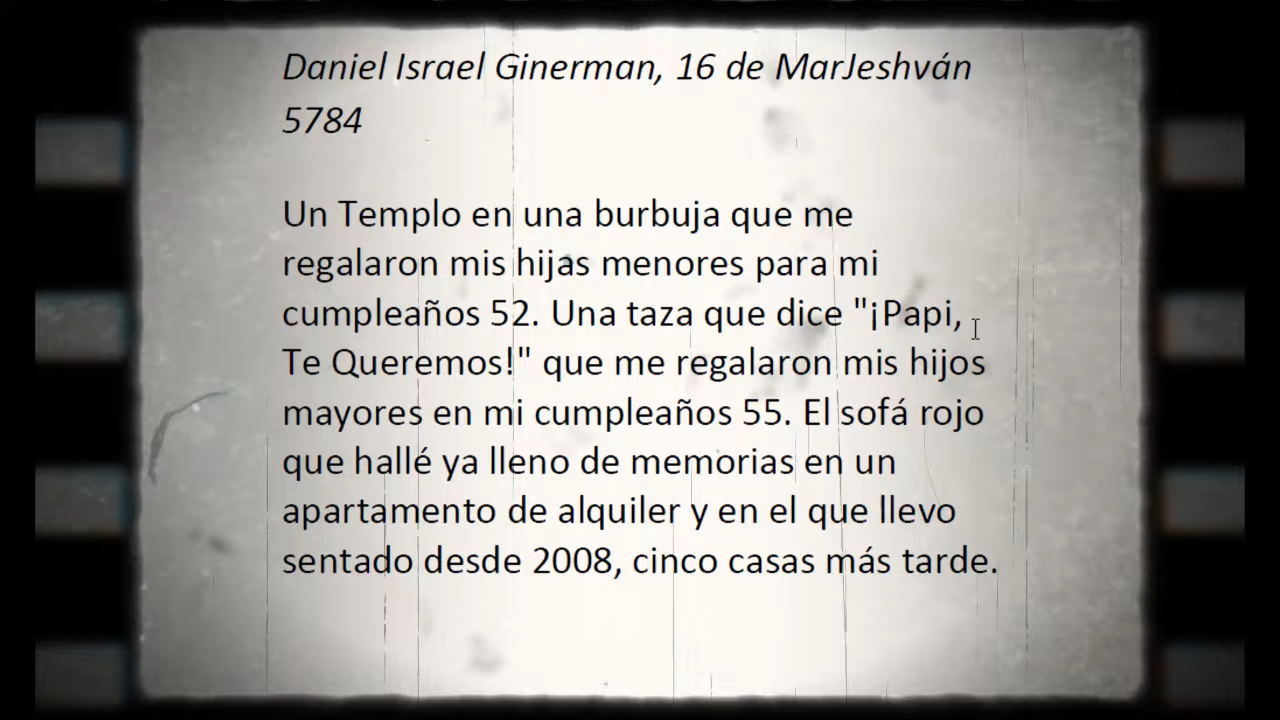 Daniel Israel Ginerman, 16 de MarJeshván
5784
Un Templo en una burbuja que me
regalaron mis hijas menores para mi
cumpleaños 52. Una taza que dice "¡Papi,
Te Queremos!" que me regalaron mis hijos
mayores en mi cumpleaños 55. El sofá rojo
que hallé ya lleno de memorias en un
apartamento de alquiler y en el que llevo
sentado desde 2008, cinco casas más tarde.